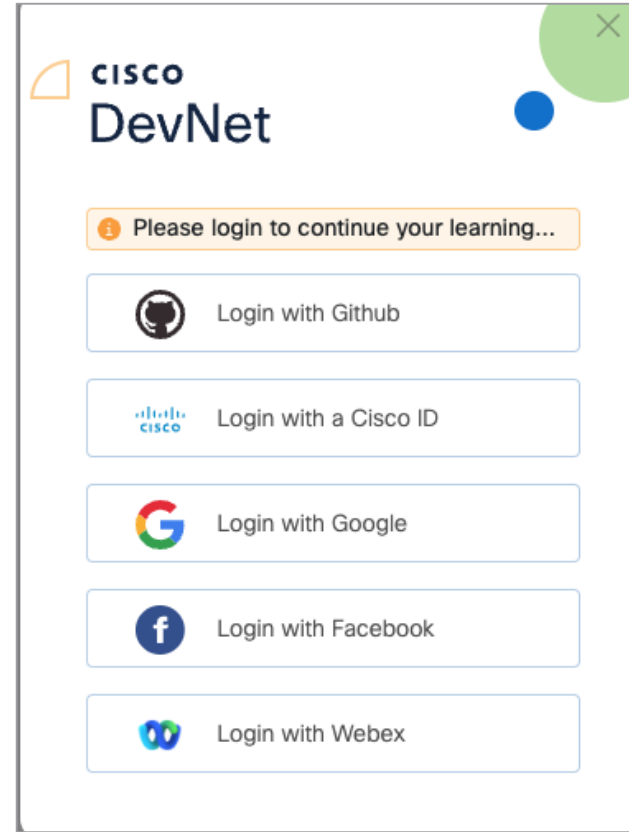 CISCO
DevNet
Please login to continue your learning...
Login with Github
CISCO
Login with a Cisco ID
Login with Google
Login with Facebook
Login with Webex